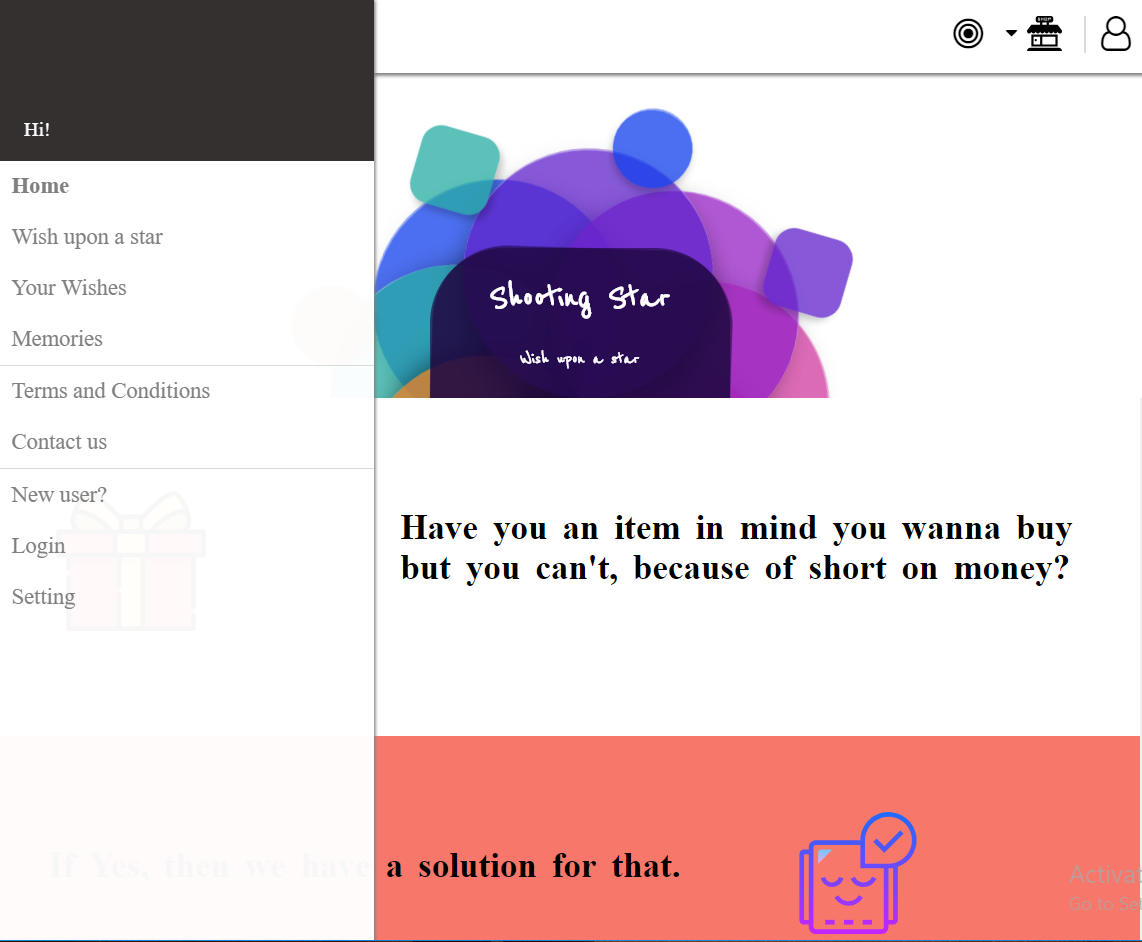 SHOP
Hi!
Home
Wish upon a star
Your Wishes
Memories
Terms and Conditions
Contact us
New user?
Login
Setting
Shooting Star
Wish upon a star
Have you an item in mind you wanna buy
but you can't, because of short on money?
If Yes, then we have a solution for that.
Activat
Go to Set